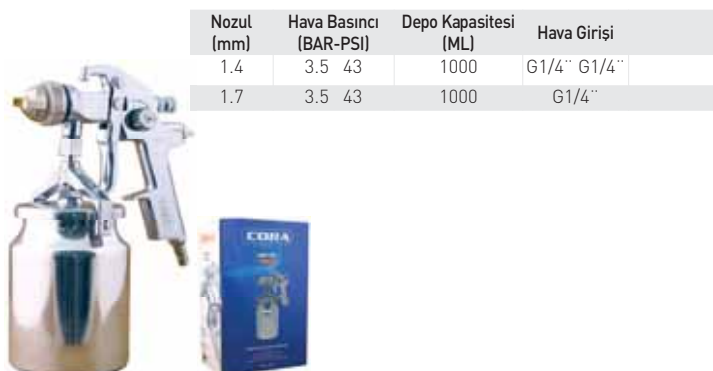 Nozul (mm) Hava Basıncı (BAR-PSI) Depo Kapasitesi (ML) Hava Girişi
1.4 3.5 43 1000 G1/4¨ G1/4¨
1.7 3.5 43 1000 G1/4¨
COBA